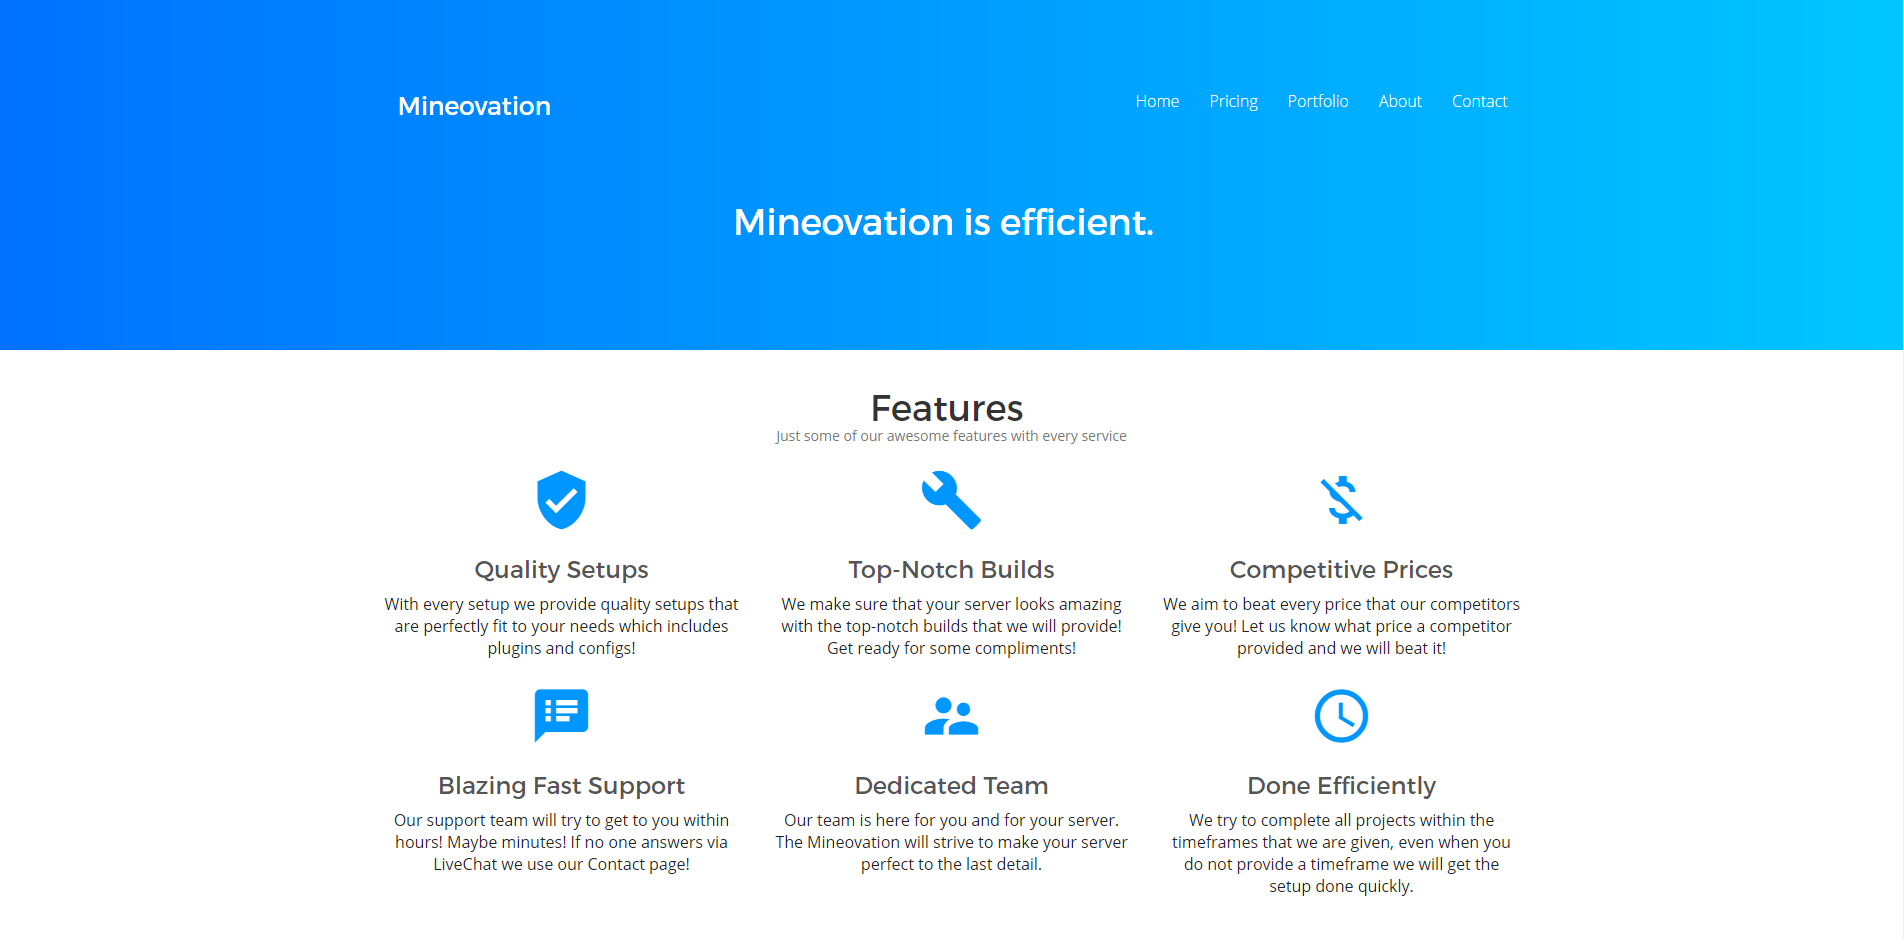 Mineovation
Home Pricing Portfolio About Contact
Mineovation is efficient.
Features
Just some of our awesome features with every service
Quality Setups
With every setup we provide quality setups that
are perfectly fit to your needs which includes
plugins and configs!
Top-Notch Builds
We make sure that your server looks amazing
with the top-notch builds that we will provide!
Get ready for some compliments!
Competitive Prices
We aim to beat every price that our competitors
give you! Let us know what price a competitor
provided and we will beat it!
Blazing Fast Support
Our support team will try to get to you within
hours! Maybe minutes! If no one answers via
LiveChat we use our Contact page!
Dedicated Team
Our team is here for you and for your server.
The Mineovation will strive to make your server
perfect to the last detail.
Done Efficiently
We try to complete all projects within the
timeframes that we are given, even when you
do not provide a timeframe we will get the
setup done quickly.